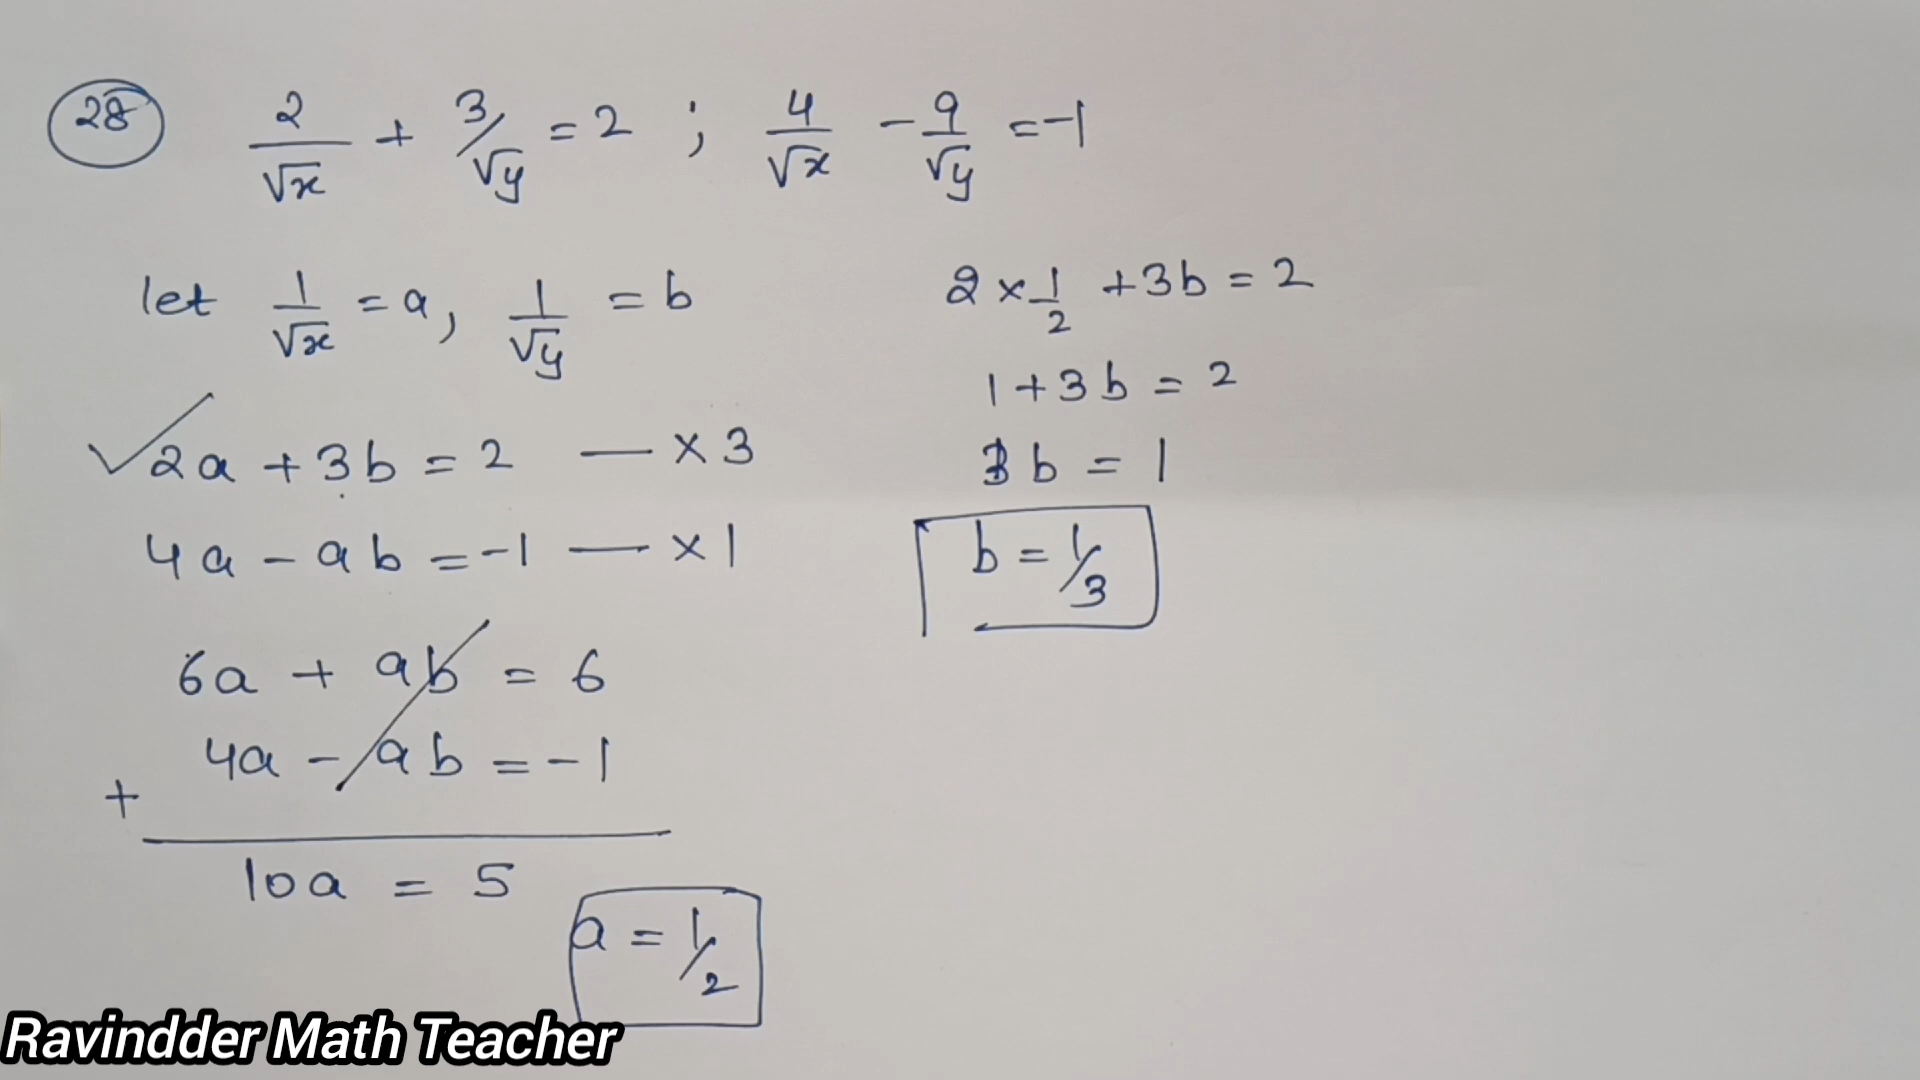 28 2/√x + 3/√y = 2 ; 4/√x - 9/√y = -1
let 1/√x = a, 1/√y = b
✓ 2a + 3b = 2 — × 3
4a - 9b = -1 — × 1
6a + 9b = 6
+ 4a - 9b = -1
10a = 5
a = 1/2
2 × 1/2 + 3b = 2
1 + 3b = 2
3b = 1
b = 1/3
Ravindder Math Teacher